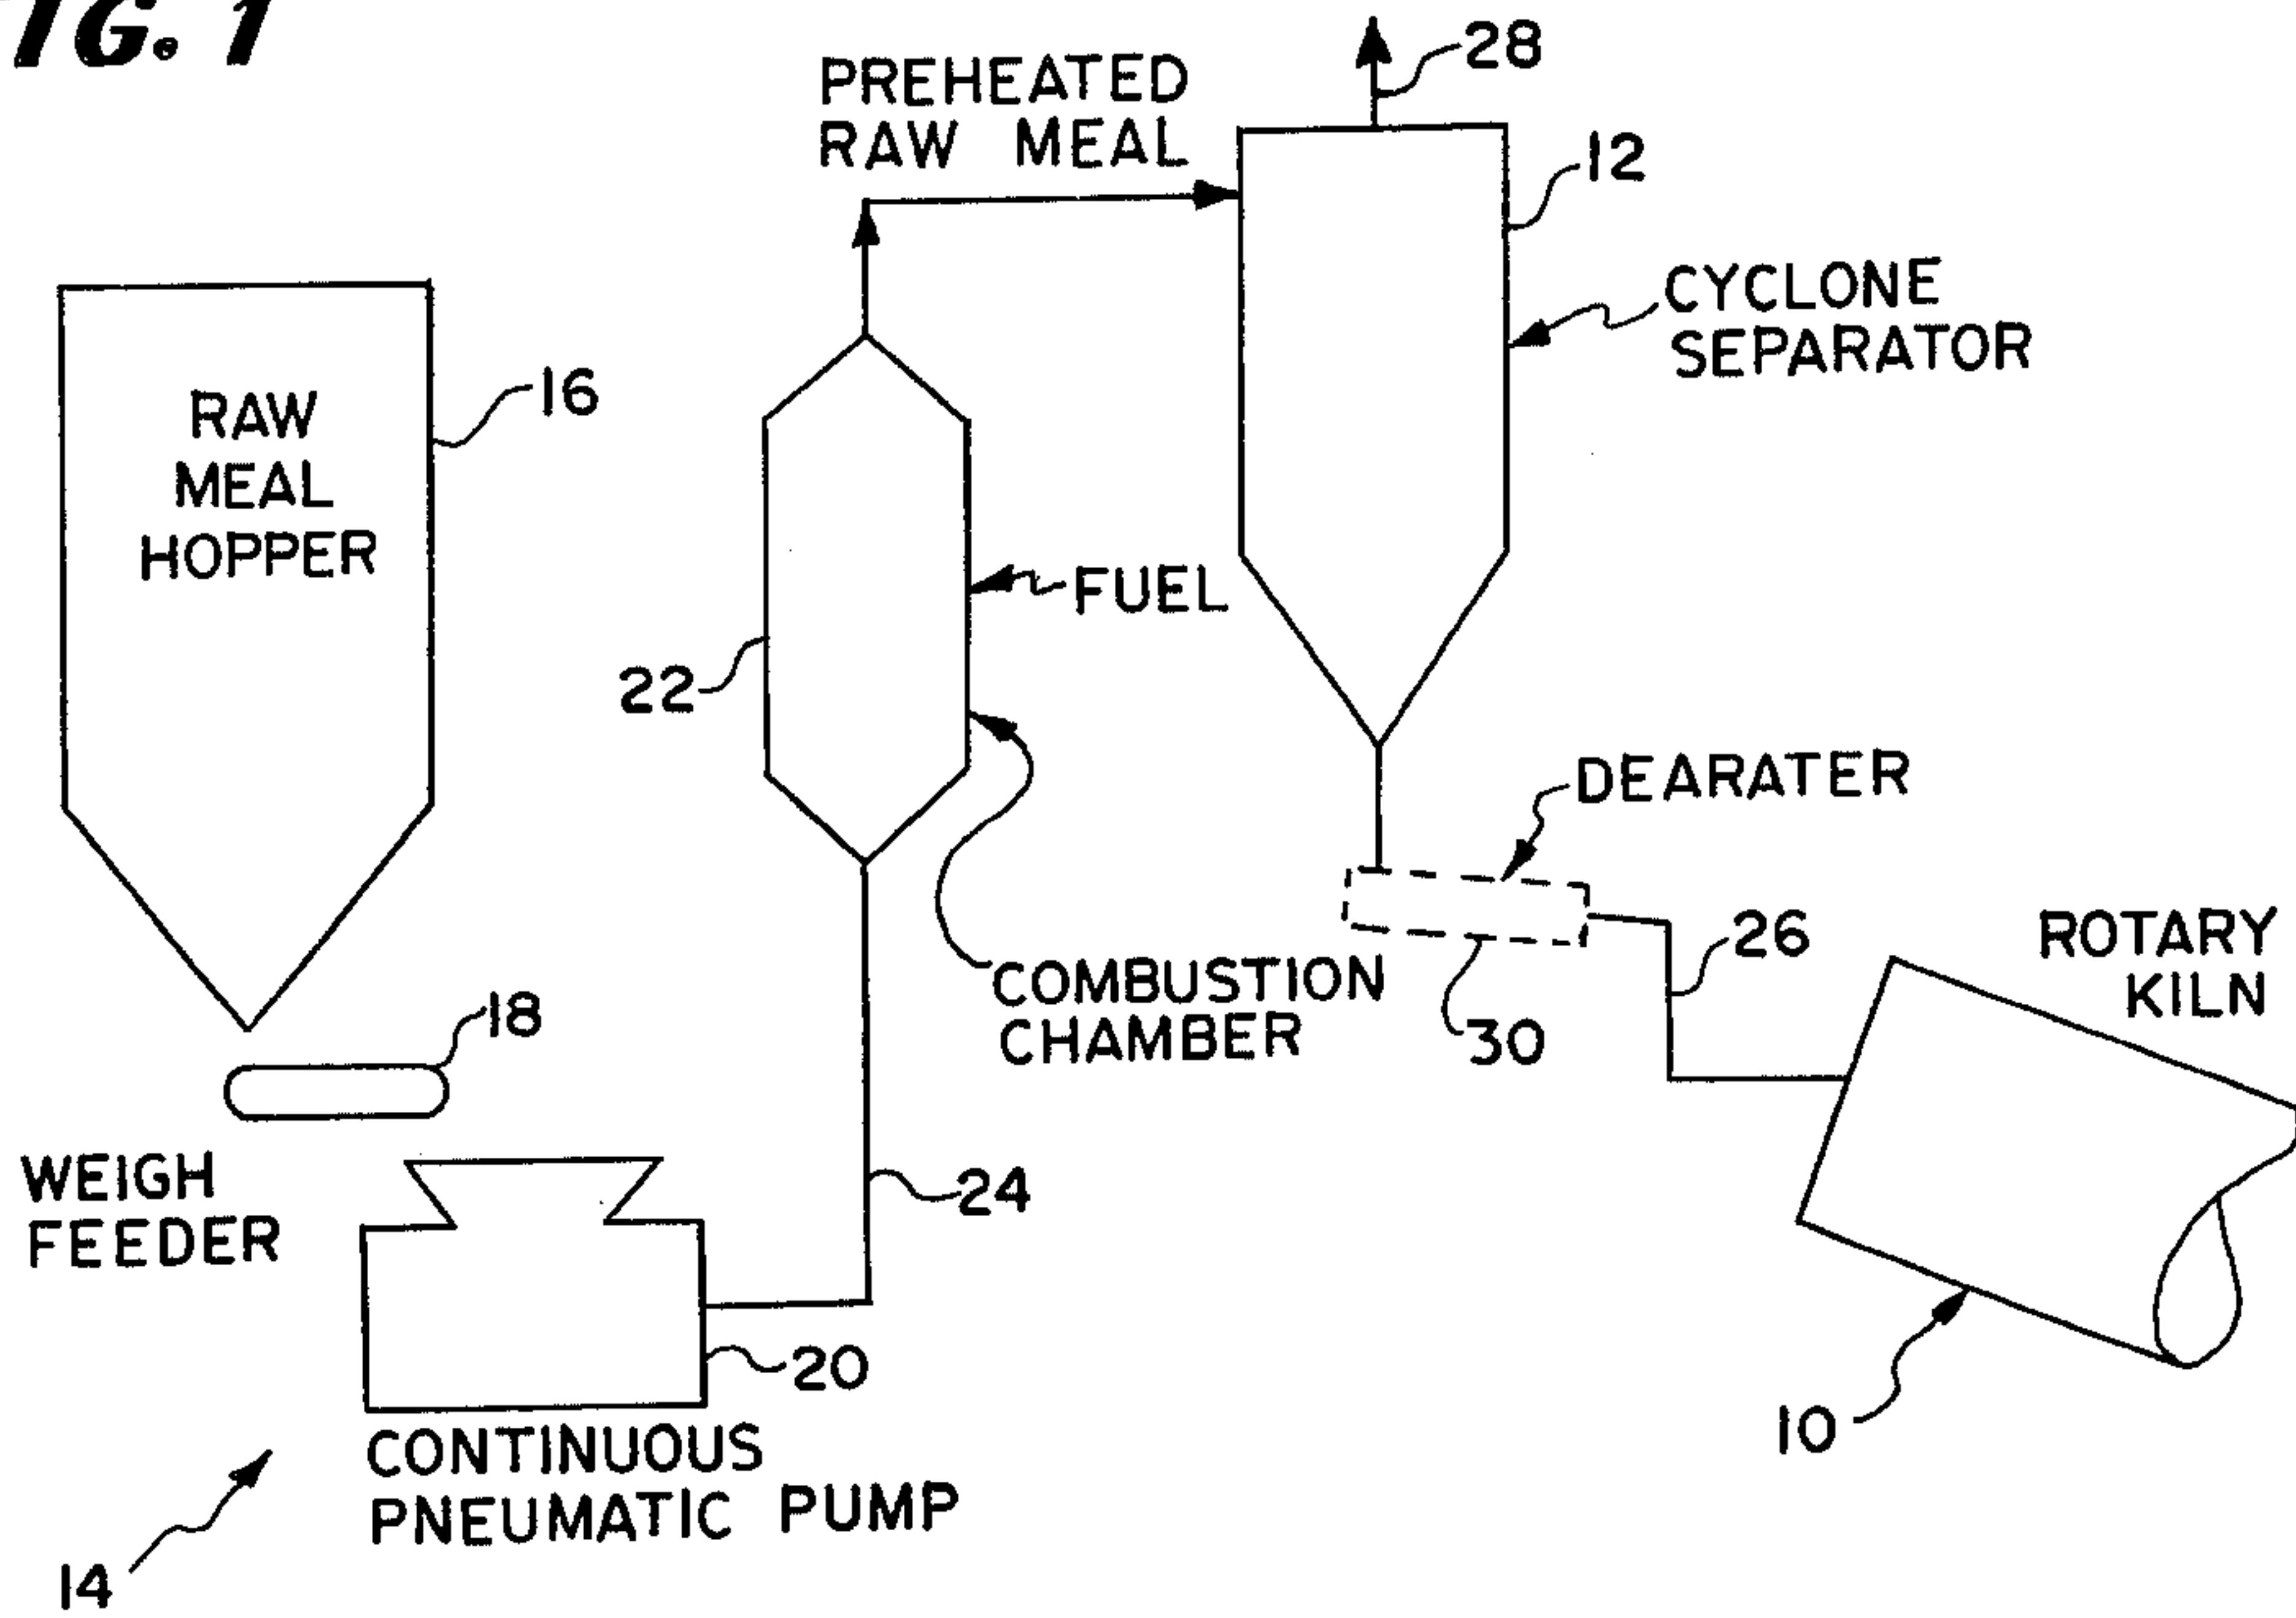 FIG. 1
28
PREHEATED
RAW MEAL
12
CYCLONE
SEPARATOR
16
RAW
MEAL
HOPPER
FUEL
22
DEARATER
26
ROTARY
KILN
COMBUSTION
CHAMBER
30
18
WEIGH
FEEDER
24
20
10
CONTINUOUS
PNEUMATIC PUMP
14